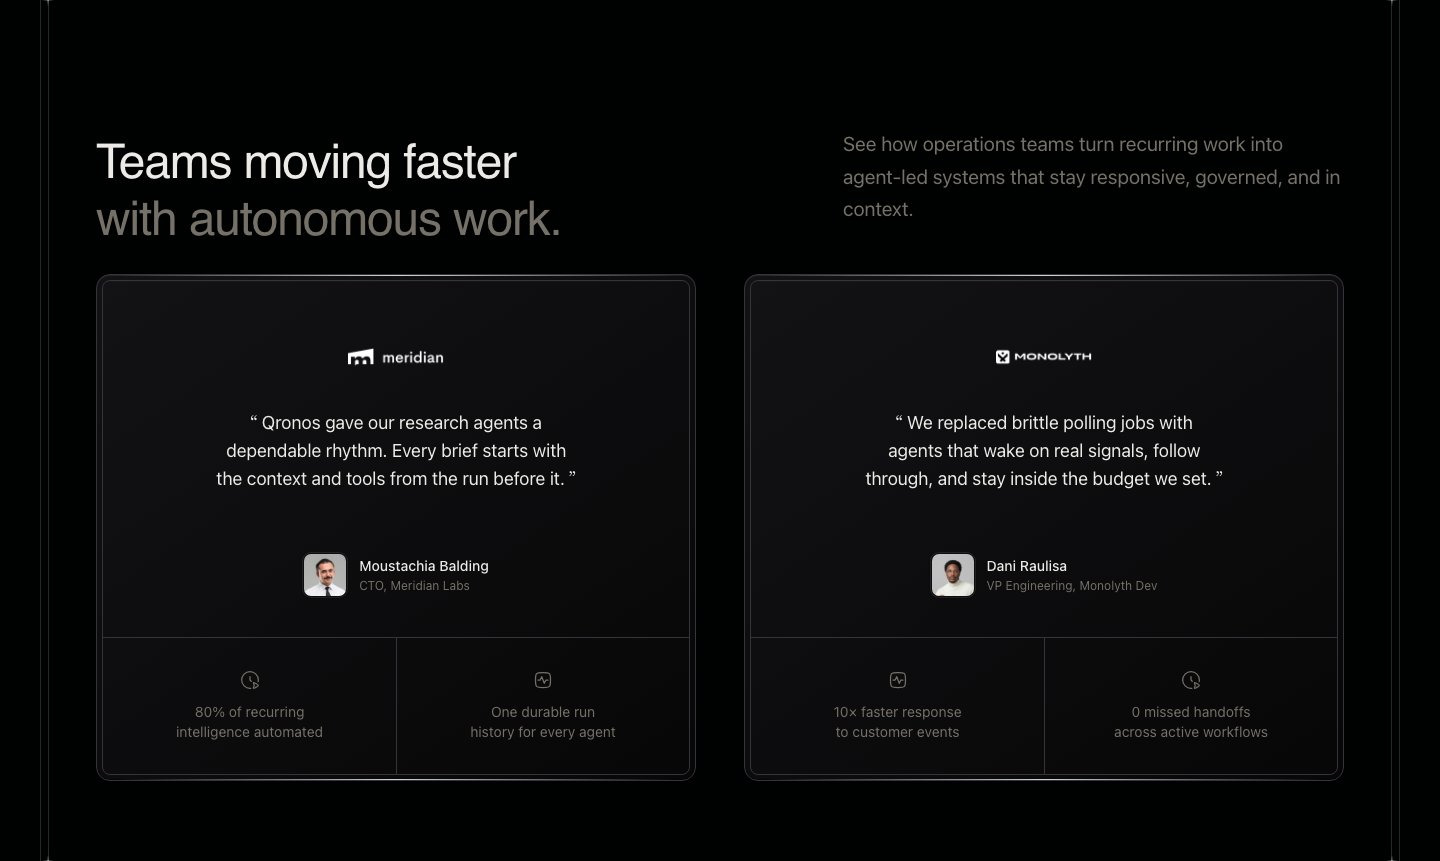 Teams moving faster
with autonomous work.
See how operations teams turn recurring work into
agent-led systems that stay responsive, governed, and in
context.
meridian
“ Qronos gave our research agents a
dependable rhythm. Every brief starts with
the context and tools from the run before it. ”
Moustachia Balding
CTO, Meridian Labs
80% of recurring
intelligence automated
One durable run
history for every agent
MONOLYTH
“ We replaced brittle polling jobs with
agents that wake on real signals, follow
through, and stay inside the budget we set. ”
Dani Raulisa
VP Engineering, Monolyth Dev
10× faster response
to customer events
0 missed handoffs
across active workflows